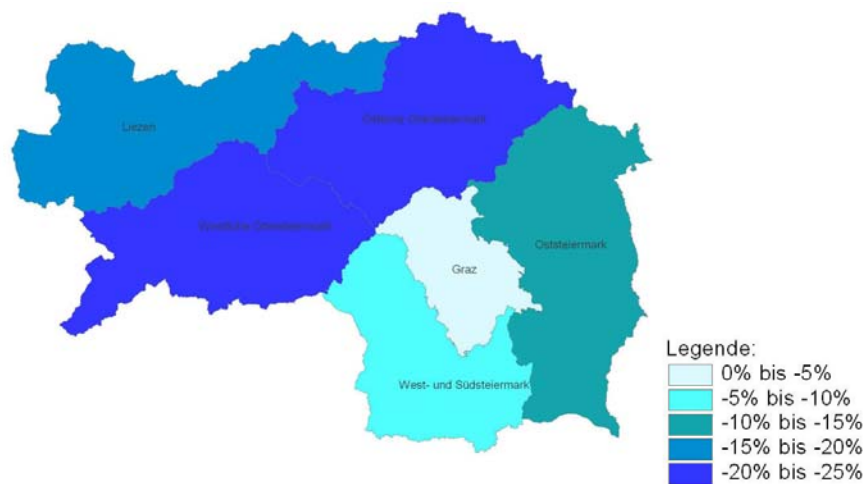 Östliche Obersteiermark
Liezen
Westliche Obersteiermark
Oststeiermark
Graz
West- und Südsteiermark
Legende:
0% bis -5%
-5% bis -10%
-10% bis -15%
-15% bis -20%
-20% bis -25%